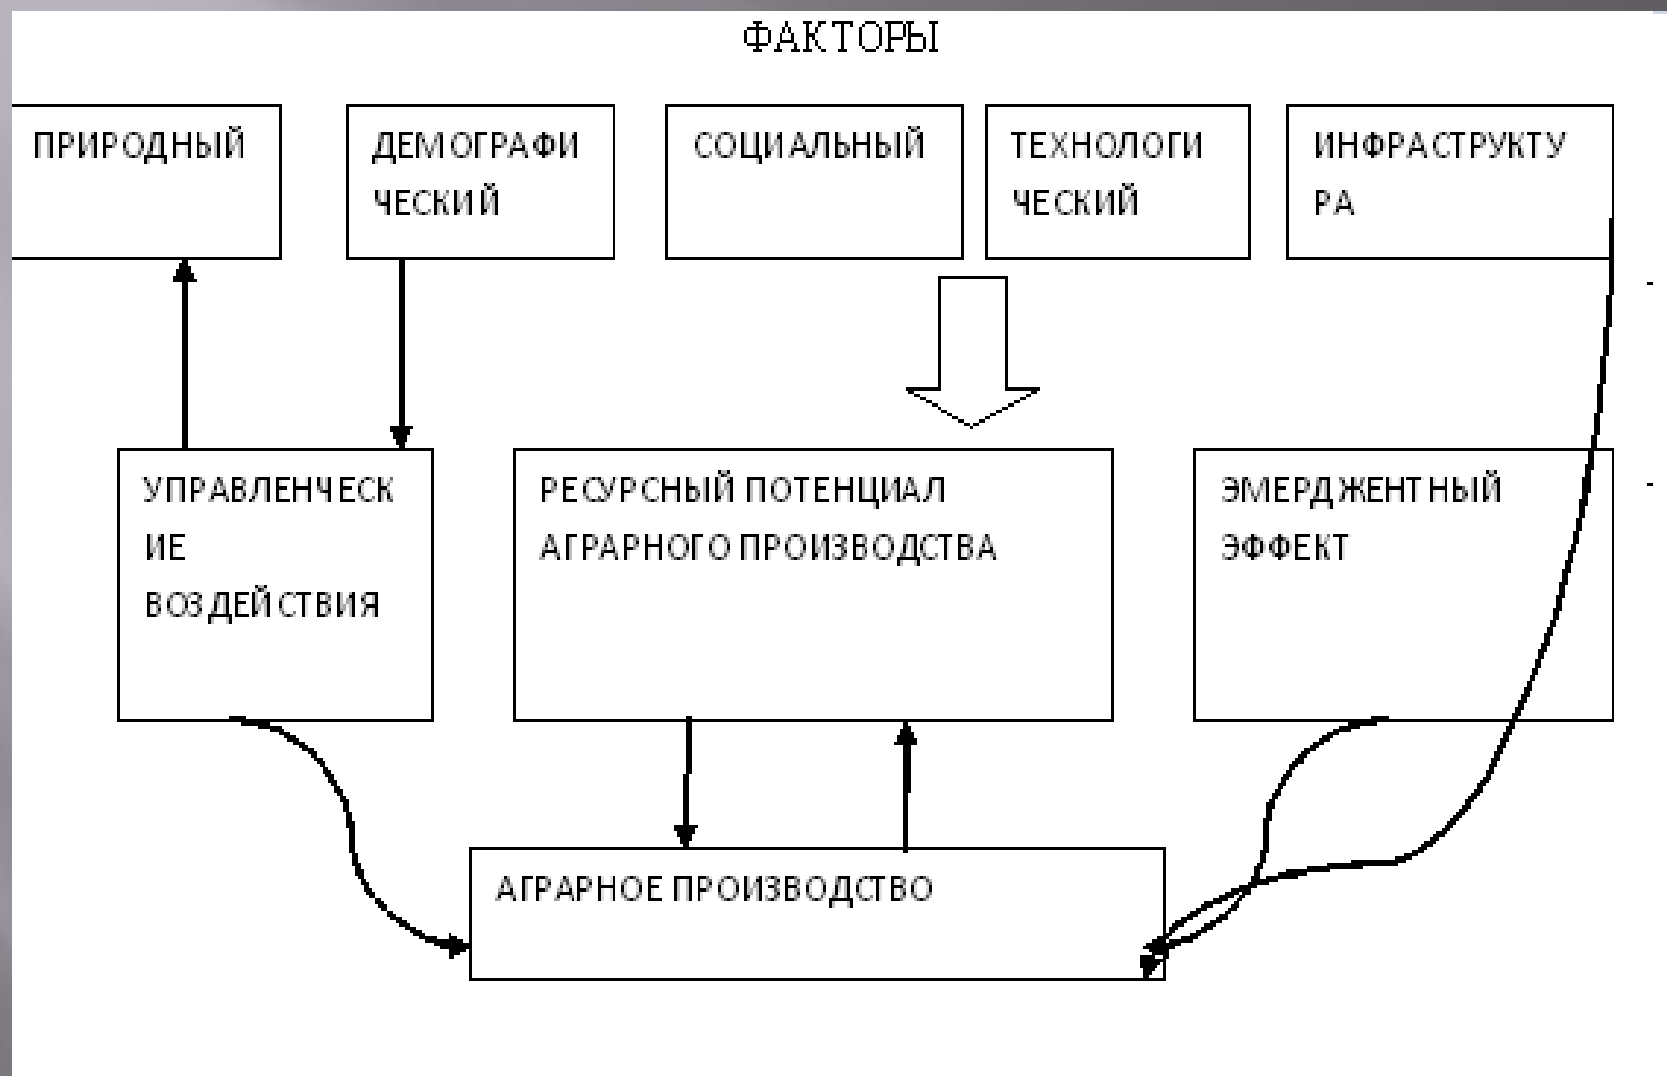 ФАКТОРЫ
ПРИРОДНЫЙ
ДЕМОГРАФИ
ЧЕСКИЙ
СОЦИАЛЬНЫЙ
ТЕХНОЛОГИ
ЧЕСКИЙ
ИНФРАСТРУКТУ
РА
УПРАВЛЕНЧЕСК
ИЕ
ВОЗДЕЙСТВИЯ
РЕСУРСНЫЙ ПОТЕНЦИАЛ
АГРАРНОГО ПРОИЗВОДСТВА
ЭМЕРДЖЕНТНЫЙ
ЭФФЕКТ
АГРАРНОЕ ПРОИЗВОДСТВО